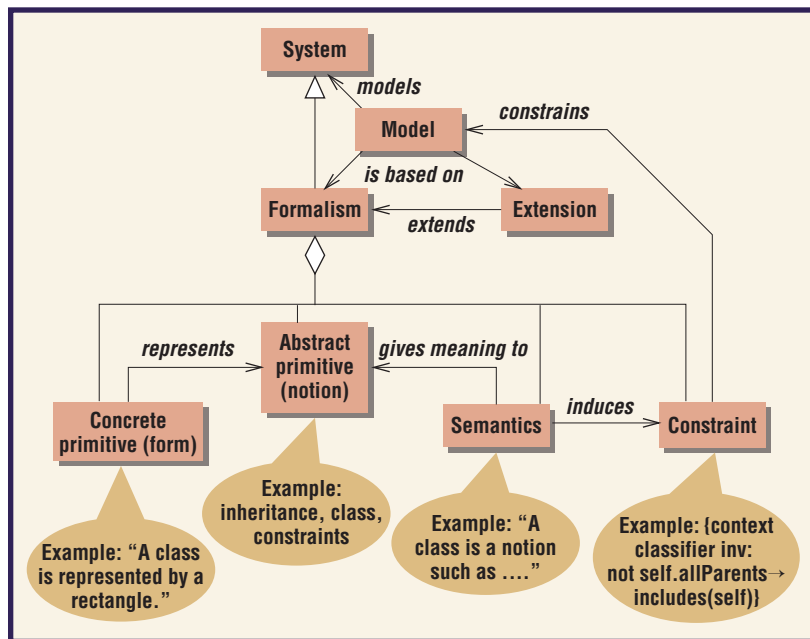 System
models
Model
constrains
is based on
Formalism
Extension
extends
represents
Abstract
primitive
(notion)
gives meaning to
Concrete
primitive (form)
Semantics
induces
Constraint
Example: “A class
is represented by a
rectangle.”
Example:
inheritance, class,
constraints
Example: “A
class is a notion
such as ....”
Example: {context
classifier inv:
not self.allParents→
includes(self)}